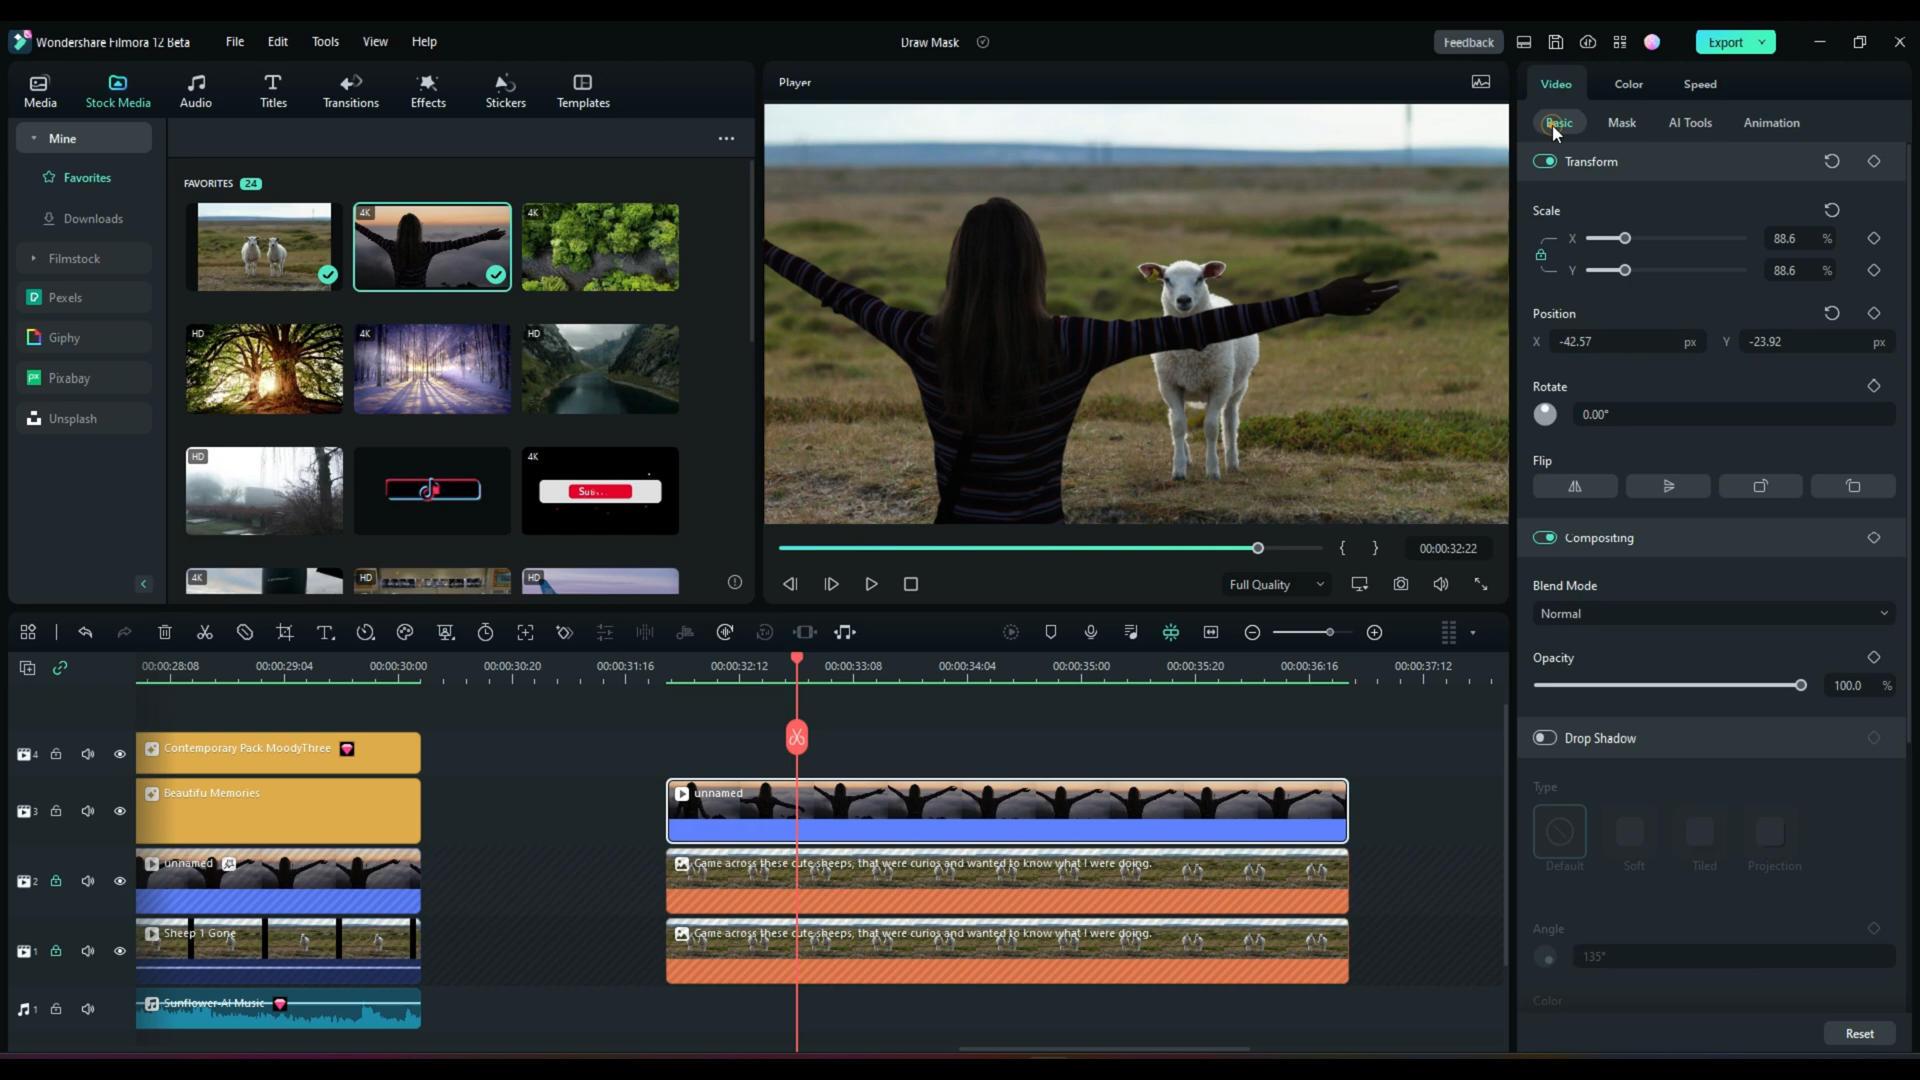 Wondershare Filmora 12 Beta
File
Edit
Tools
View
Help
Draw Mask
Feedback
Export
Media
Stock Media
Audio
Titles
Transitions
Effects
Stickers
Templates
Player
Video
Color
Speed
Basic
Mask
AI Tools
Animation
Mine
Favorites
Downloads
Filmstock
Pexels
Giphy
Pixabay
Unsplash
FAVORITES 24
4K
4K
HD
4K
HD
HD
4K
4K
HD
HD
Transform
Scale
X 88.6 %
Y 88.6 %
Position
X -42.57 px Y -23.92 px
Rotate
0.00°
Flip
Compositing
Blend Mode
Normal
Opacity
100.0 %
Drop Shadow
Type
Default
Soft
Tiled
Projection
Angle
135°
Color
Reset
{ } 00:00:32:22
Full Quality
00:00:28:08
00:00:29:04
00:00:30:00
00:00:30:20
00:00:31:16
00:00:32:12
00:00:33:08
00:00:34:04
00:00:35:00
00:00:35:20
00:00:36:16
00:00:37:12
4
Contemporary Pack MoodyThree
3
Beautifu Memories
unnamed
2
unnamed
Came across these cute sheeps, that were curios and wanted to know what I were doing.
1
Sheep 1 Gone
Came across these cute sheeps, that were curios and wanted to know what I were doing.
1
Sunflower-AI Music